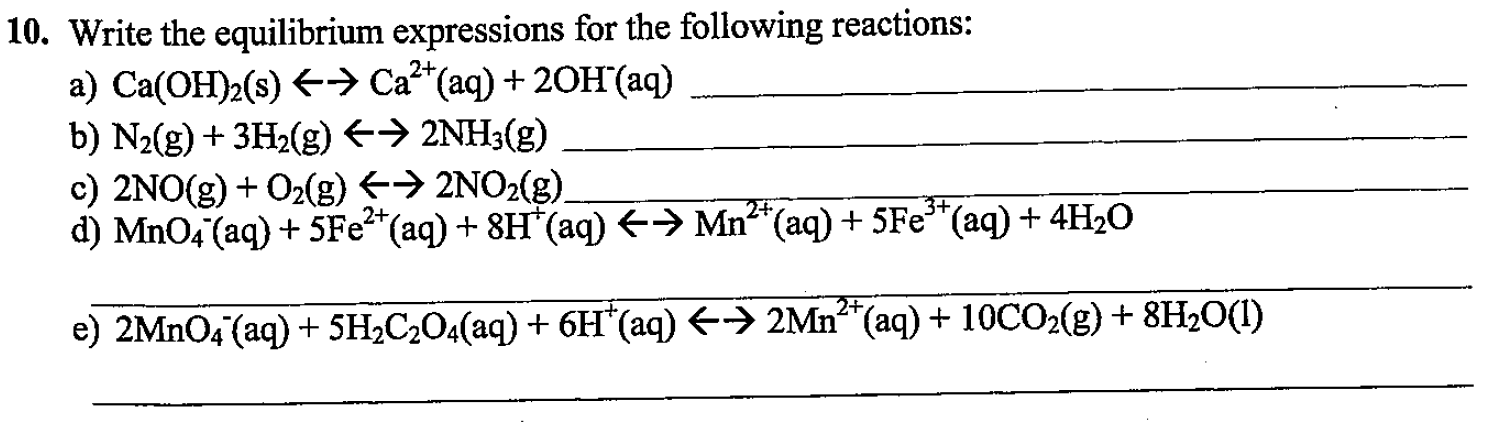 10. Write the equilibrium expressions for the following reactions:
a) Ca(OH)₂(s) ←→ Ca²⁺(aq) + 2OH⁻(aq)
b) N₂(g) + 3H₂(g) ←→ 2NH₃(g)
c) 2NO(g) + O₂(g) ←→ 2NO₂(g)
d) MnO₄⁻(aq) + 5Fe²⁺(aq) + 8H⁺(aq) ←→ Mn²⁺(aq) + 5Fe³⁺(aq) + 4H₂O
e) 2MnO₄⁻(aq) + 5H₂C₂O₄(aq) + 6H⁺(aq) ←→ 2Mn²⁺(aq) + 10CO₂(g) + 8H₂O(l)